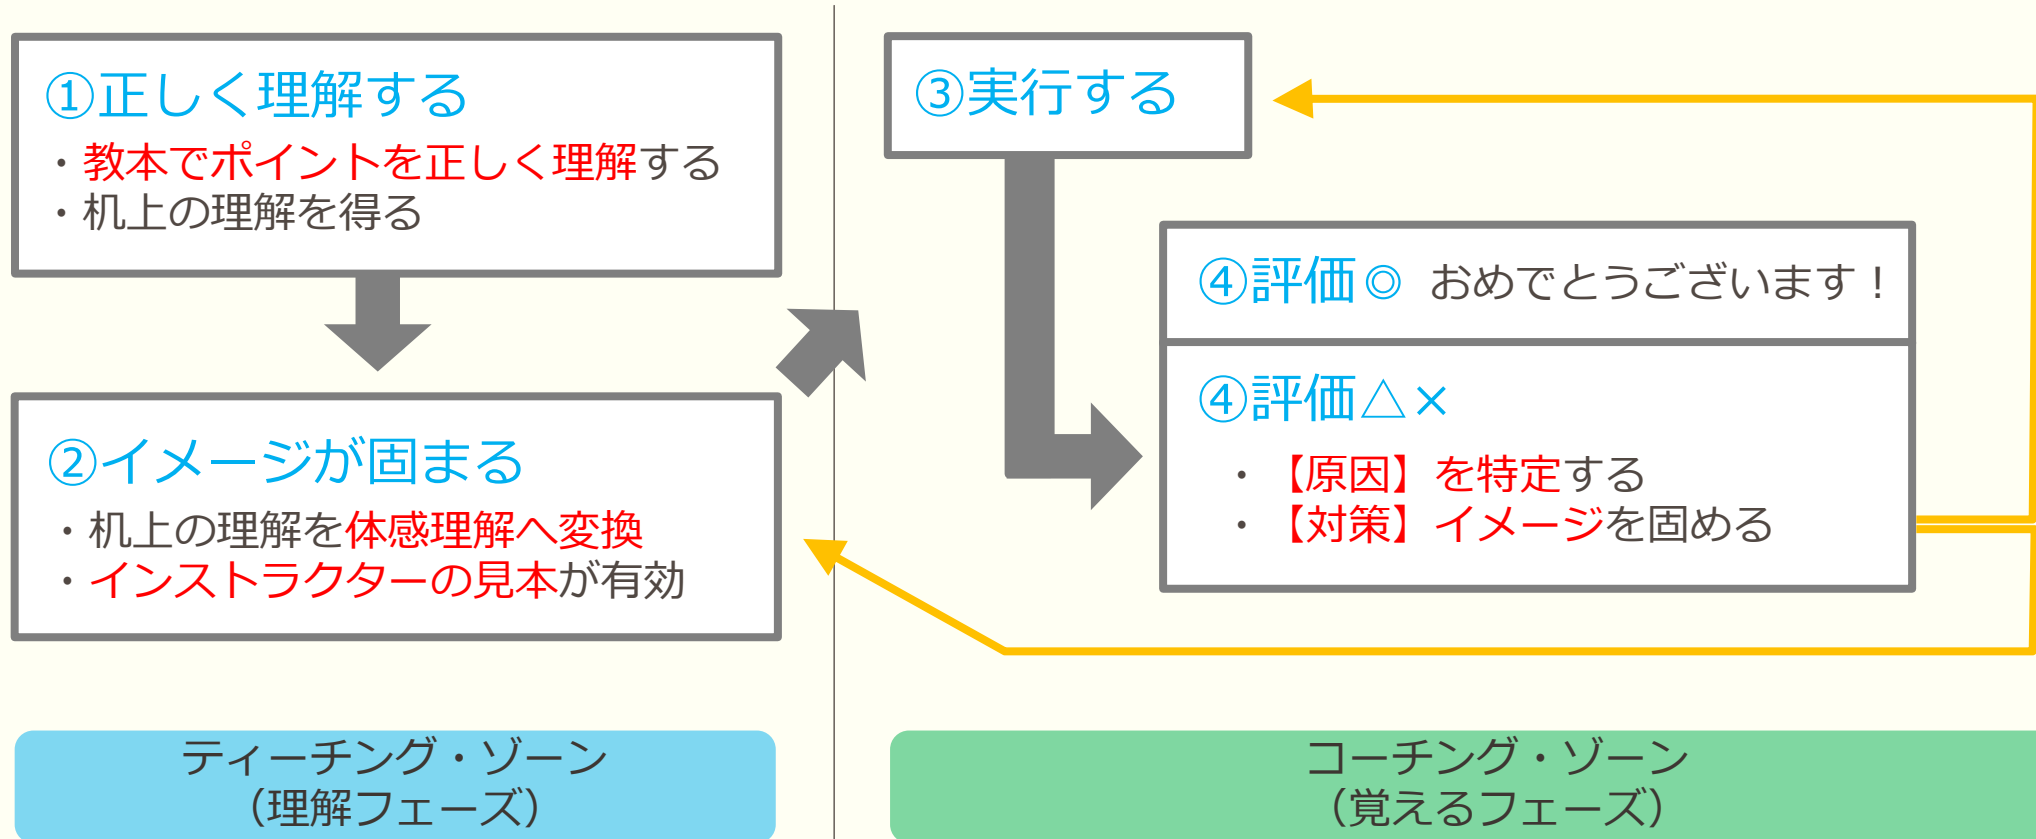 ①正しく理解する
・教本でポイントを正しく理解する
・机上の理解を得る
②イメージが固まる
・机上の理解を体感理解へ変換
・インストラクターの見本が有効
ティーチング・ゾーン
（理解フェーズ）
③実行する
④評価◎ おめでとうございます！
④評価△×
・【原因】を特定する
・【対策】イメージを固める
コーチング・ゾーン
（覚えるフェーズ）